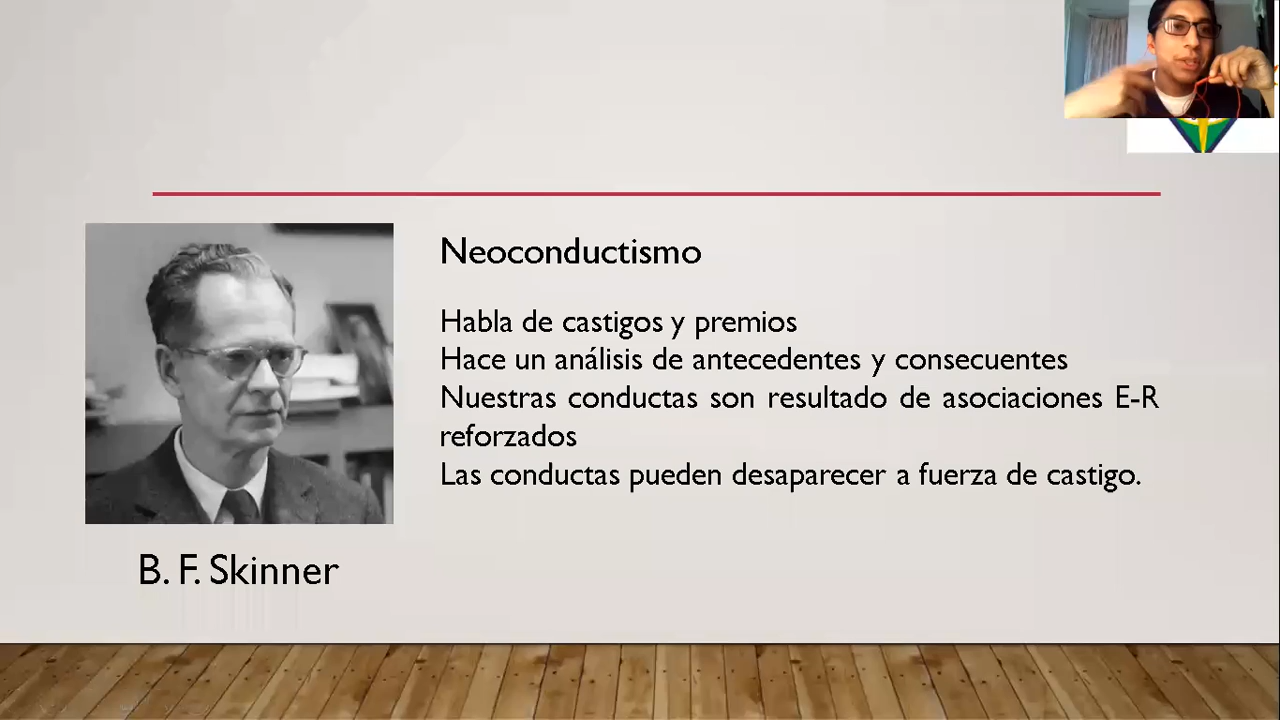 Neoconductismo
Habla de castigos y premios
Hace un análisis de antecedentes y consecuentes
Nuestras conductas son resultado de asociaciones E-R
reforzados
Las conductas pueden desaparecer a fuerza de castigo.
B. F. Skinner